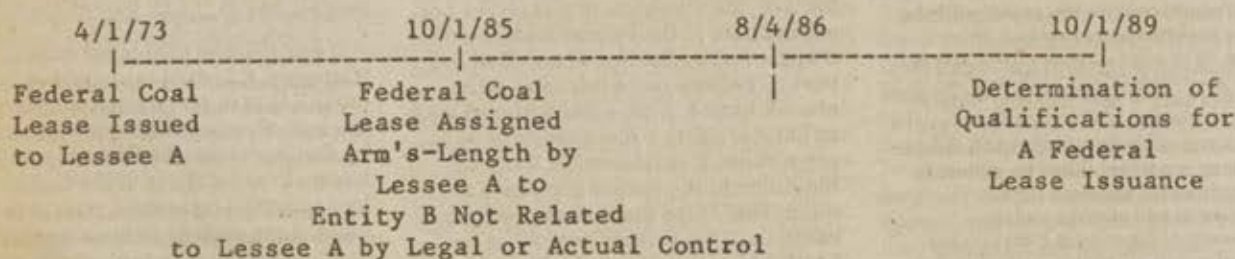 4/1/73 10/1/85 8/4/86 10/1/89
|---------------------|--------------------|--------------------|
Federal Coal Federal Coal | Determination of
Lease Issued Lease Assigned Qualifications for
to Lessee A Arm's-Length by A Federal
Lessee A to Lease Issuance
Entity B Not Related
to Lessee A by Legal or Actual Control